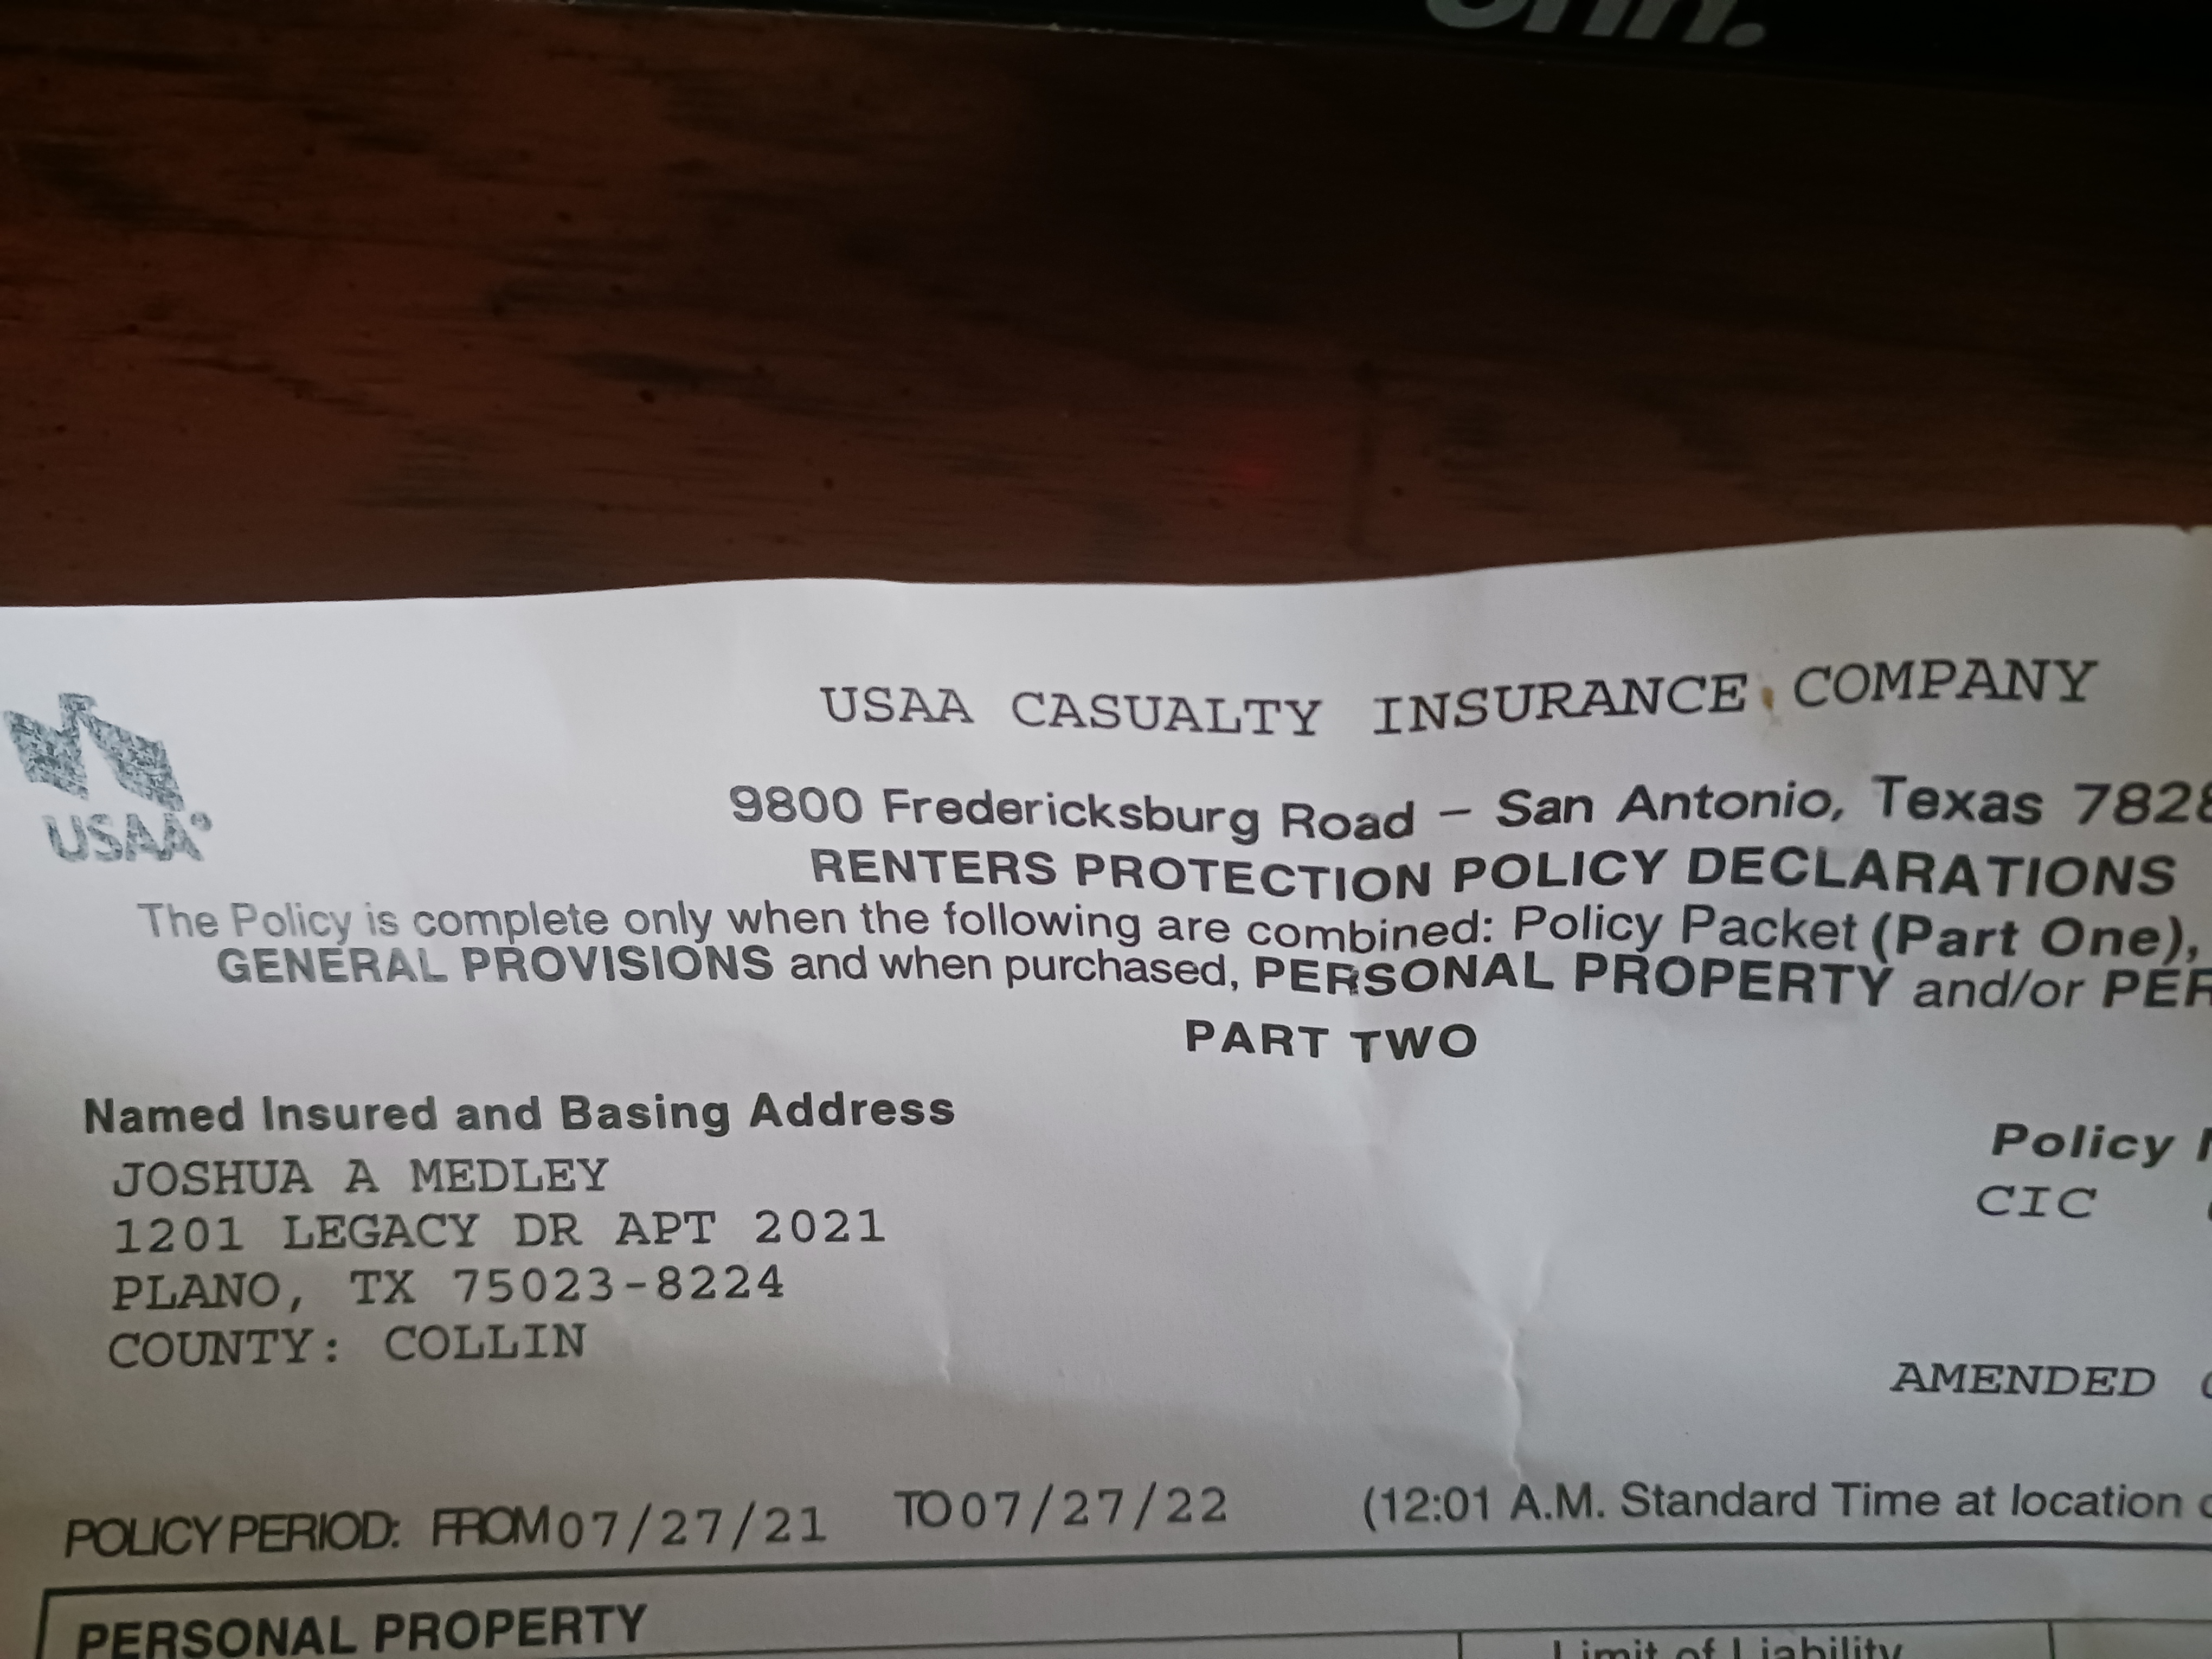 USAA CASUALTY INSURANCE COMPANY
USAA®
9800 Fredericksburg Road – San Antonio, Texas
RENTERS PROTECTION POLICY DECLARATIONS
The Policy is complete only when the following are combined: Policy Packet (Part One),
GENERAL PROVISIONS and when purchased, PERSONAL PROPERTY and/or
PART TWO
Named Insured and Basing Address
JOSHUA A MEDLEY
1201 LEGACY DR APT 2021
PLANO, TX 75023-8224
COUNTY: COLLIN
Policy
CIC
AMENDED
POLICY PERIOD: FROM 07/27/21 TO 07/27/22 (12:01 A.M. Standard Time at location
PERSONAL PROPERTY
Limit of Liability